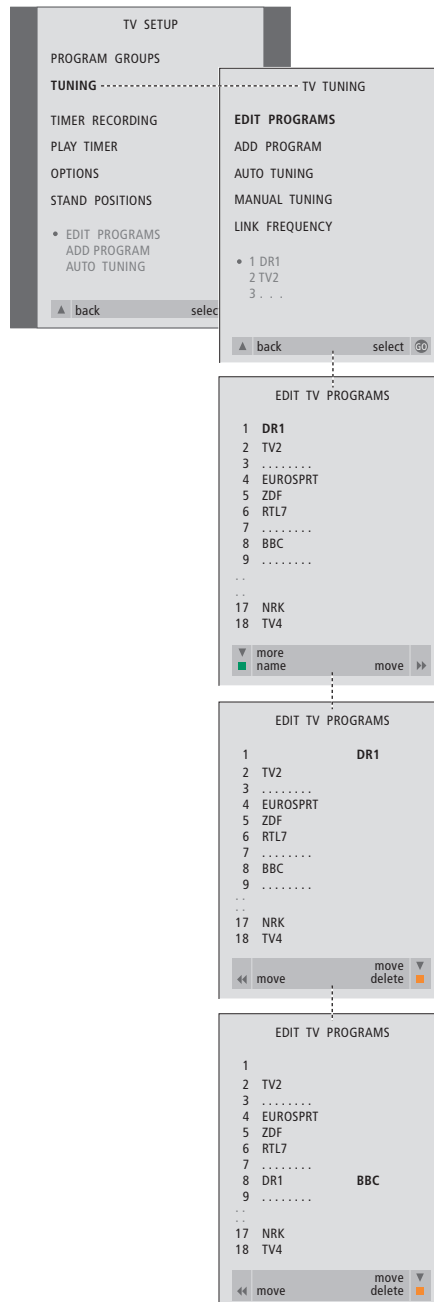 TV SETUP
PROGRAM GROUPS
TUNING
TIMER RECORDING
PLAY TIMER
OPTIONS
STAND POSITIONS
• EDIT PROGRAMS
ADD PROGRAM
AUTO TUNING
▲ back selec
TV TUNING
EDIT PROGRAMS
ADD PROGRAM
AUTO TUNING
MANUAL TUNING
LINK FREQUENCY
• 1 DR1
2 TV2
3 . . .
▲ back select GO
EDIT TV PROGRAMS
1 DR1
2 TV2
3 . . . . . . . .
4 EUROSPRT
5 ZDF
6 RTL7
7 . . . . . . . .
8 BBC
9 . . . . . . . .
. .
. .
17 NRK
18 TV4
▼ more
name move ▸▸
EDIT TV PROGRAMS
1 DR1
2 TV2
3 . . . . . . . .
4 EUROSPRT
5 ZDF
6 RTL7
7 . . . . . . . .
8 BBC
9 . . . . . . . .
. .
. .
17 NRK
18 TV4
move ▼
◂◂ move delete
EDIT TV PROGRAMS
1
2 TV2
3 . . . . . . . .
4 EUROSPRT
5 ZDF
6 RTL7
7 . . . . . . . .
8 DR1 BBC
9 . . . . . . . .
. .
. .
17 NRK
18 TV4
move ▼
◂◂ move delete